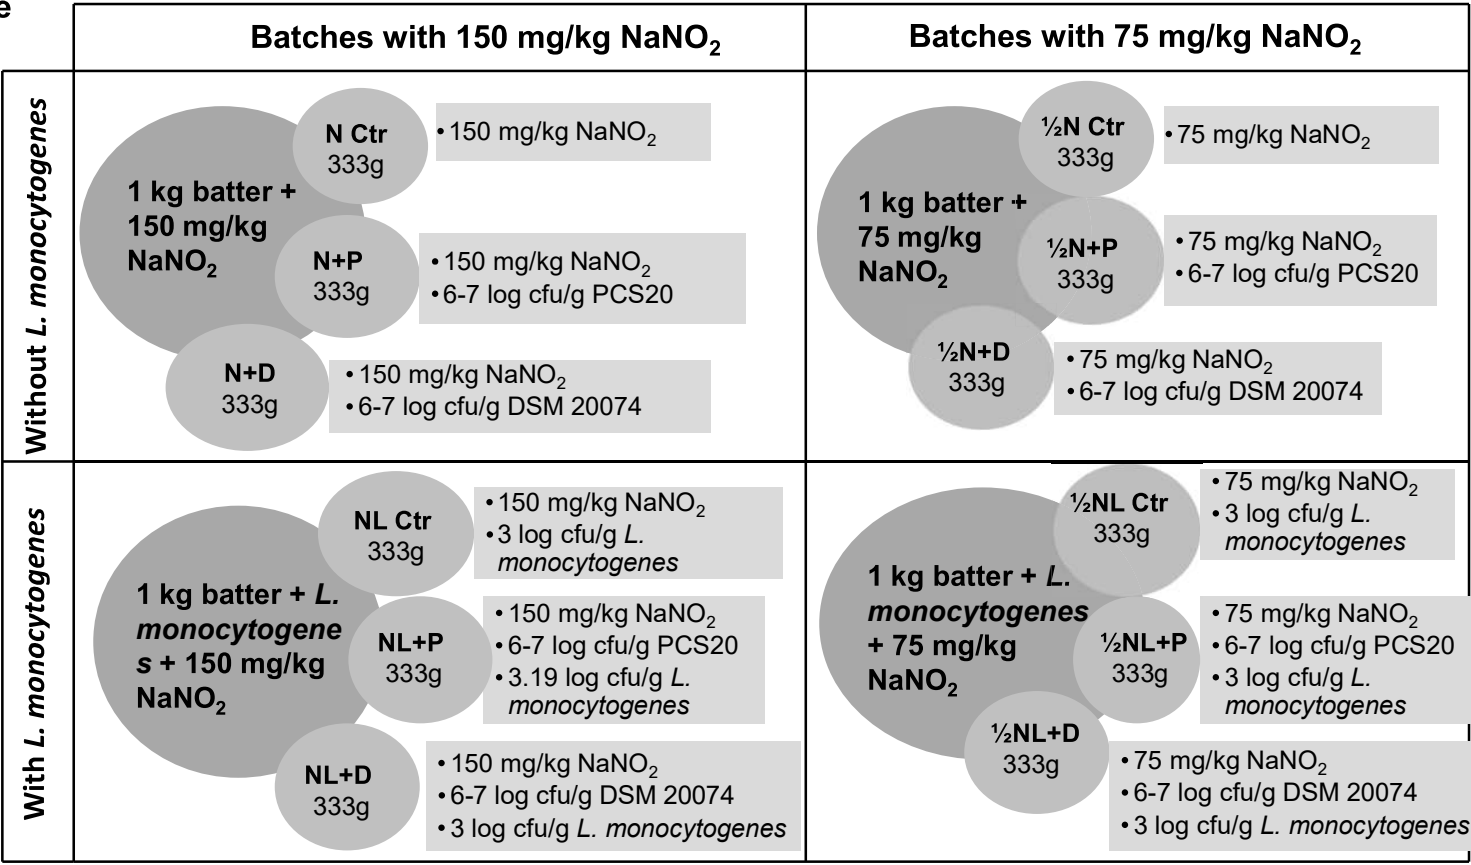 e
Batches with 150 mg/kg NaNO₂
Batches with 75 mg/kg NaNO₂
Without L. monocytogenes
1 kg batter +
150 mg/kg
NaNO₂
N Ctr
333g
• 150 mg/kg NaNO₂
N+P
333g
• 150 mg/kg NaNO₂
• 6-7 log cfu/g PCS20
N+D
333g
• 150 mg/kg NaNO₂
• 6-7 log cfu/g DSM 20074
1 kg batter +
75 mg/kg
NaNO₂
½N Ctr
333g
• 75 mg/kg NaNO₂
½N+P
333g
• 75 mg/kg NaNO₂
• 6-7 log cfu/g PCS20
½N+D
333g
• 75 mg/kg NaNO₂
• 6-7 log cfu/g DSM 20074
With L. monocytogenes
1 kg batter + L.
monocytogene
s + 150 mg/kg
NaNO₂
NL Ctr
333g
• 150 mg/kg NaNO₂
• 3 log cfu/g L.
monocytogenes
NL+P
333g
• 150 mg/kg NaNO₂
• 6-7 log cfu/g PCS20
• 3.19 log cfu/g L.
monocytogenes
NL+D
333g
• 150 mg/kg NaNO₂
• 6-7 log cfu/g DSM 20074
• 3 log cfu/g L. monocytogenes
1 kg batter + L.
monocytogenes
+ 75 mg/kg
NaNO₂
½NL Ctr
333g
• 75 mg/kg NaNO₂
• 3 log cfu/g L.
monocytogenes
½NL+P
333g
• 75 mg/kg NaNO₂
• 6-7 log cfu/g PCS20
• 3 log cfu/g L.
monocytogenes
½NL+D
333g
• 75 mg/kg NaNO₂
• 6-7 log cfu/g DSM 20074
• 3 log cfu/g L. monocytogenes